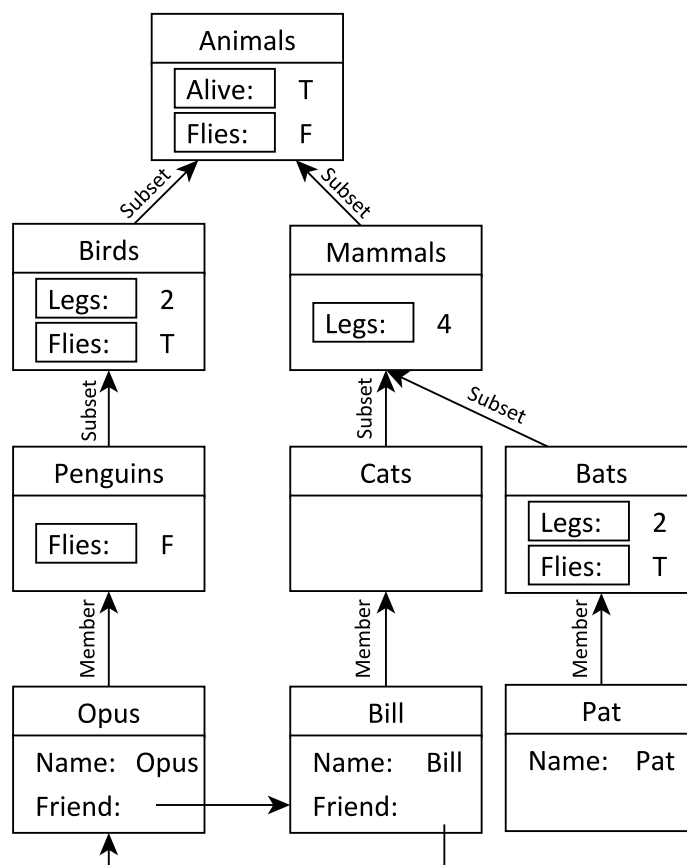 Animals
Alive: T
Flies: F
Subset
Subset
Birds
Legs: 2
Flies: T
Mammals
Legs: 4
Subset
Subset
Subset
Penguins
Flies: F
Cats
Bats
Legs: 2
Flies: T
Member
Member
Member
Opus
Name: Opus
Friend:
Bill
Name: Bill
Friend:
Pat
Name: Pat